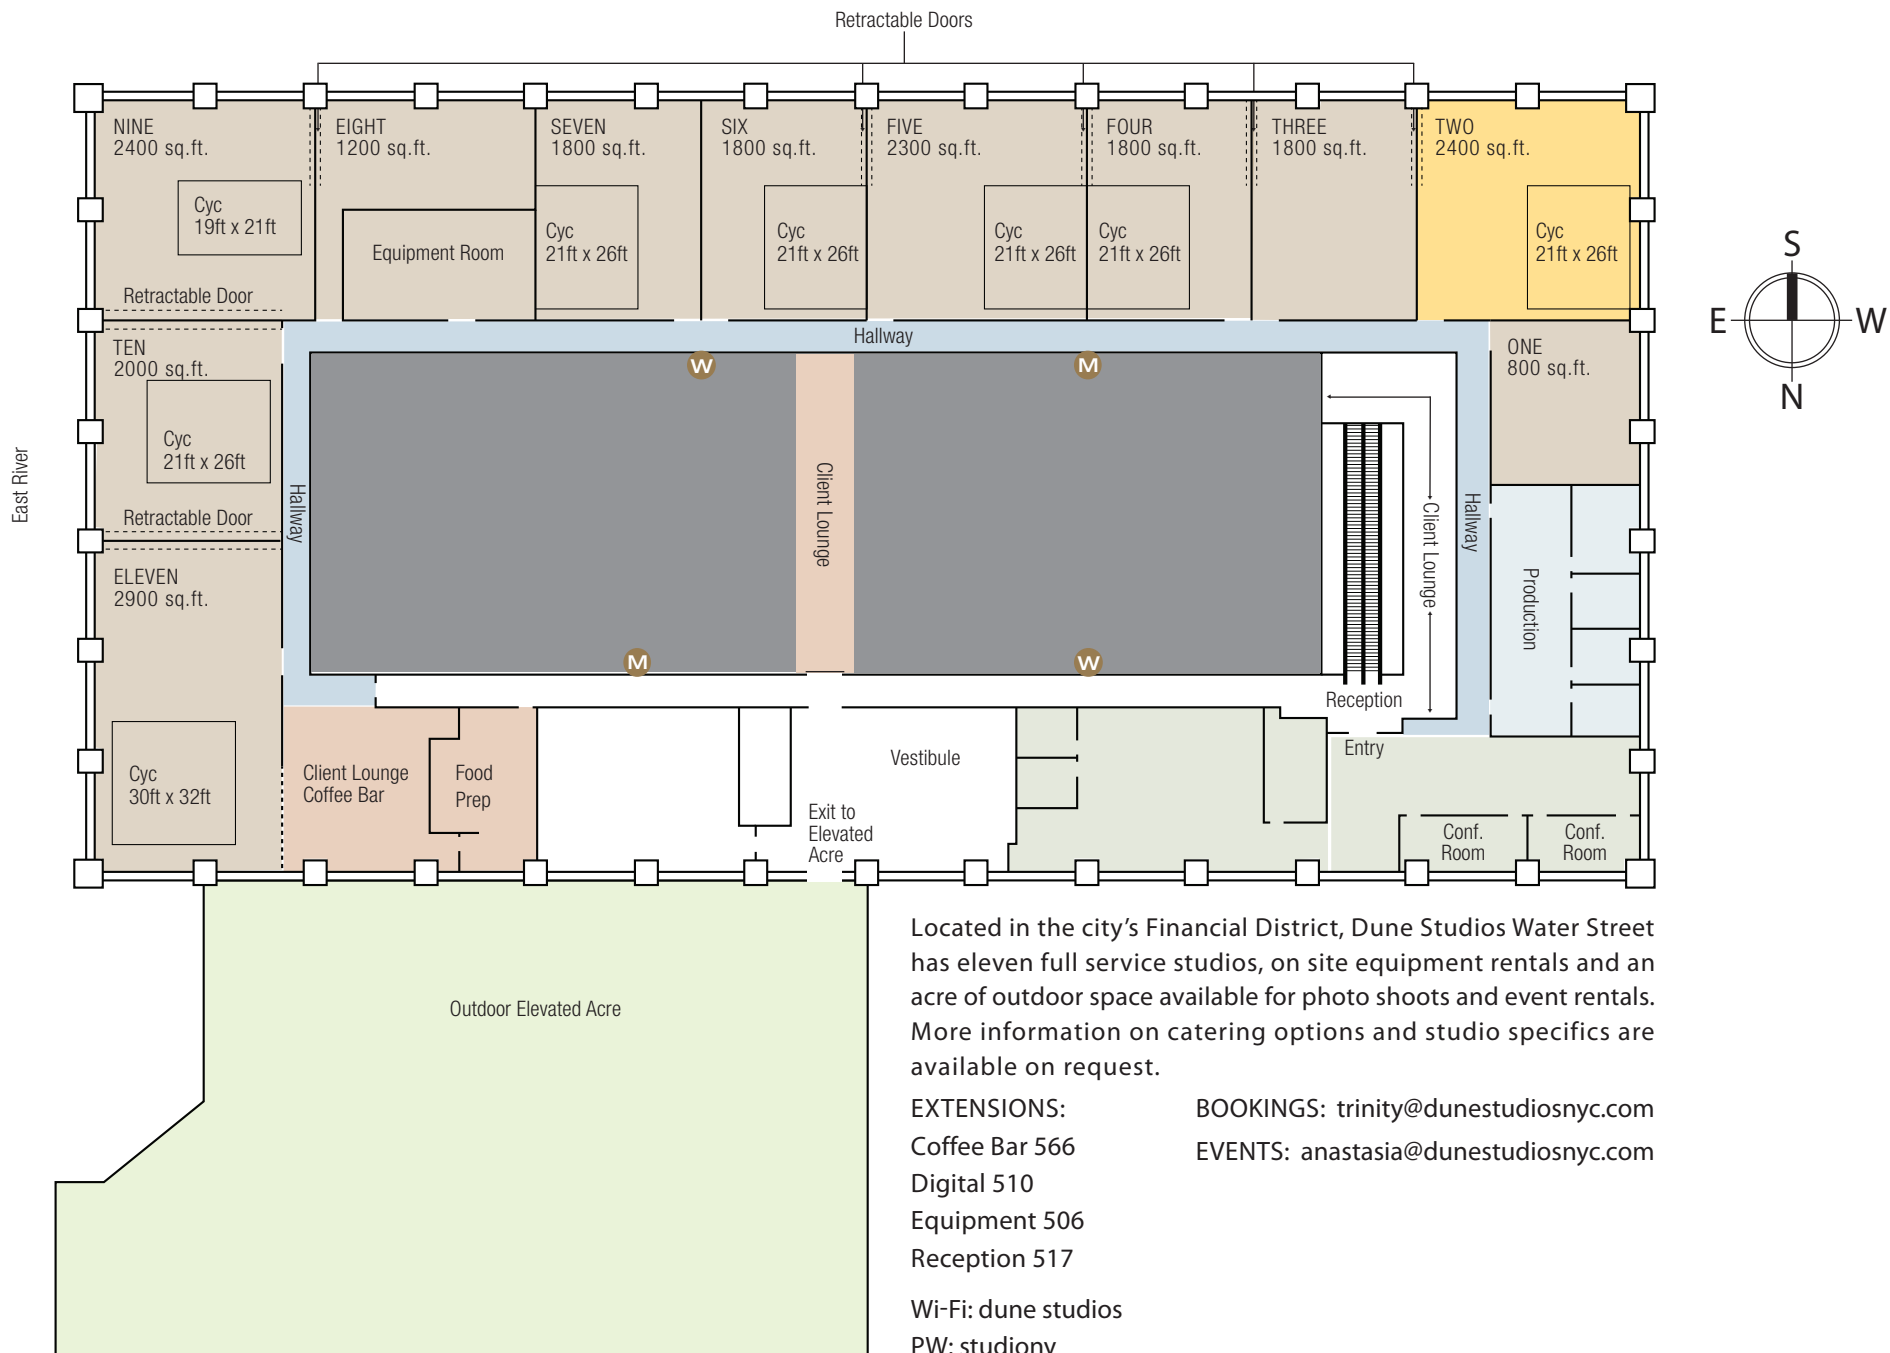 Retractable Doors
NINE
2400 sq.ft.
EIGHT
1200 sq.ft.
SEVEN
1800 sq.ft.
SIX
1800 sq.ft.
FIVE
2300 sq.ft.
FOUR
1800 sq.ft.
THREE
1800 sq.ft.
TWO
2400 sq.ft.
Cyc
19ft x 21ft
Equipment Room
Cyc
21ft x 26ft
Cyc
21ft x 26ft
Cyc
21ft x 26ft
Cyc
21ft x 26ft
Cyc
21ft x 26ft
S
E
W
N
Retractable Door
Hallway
TEN
2000 sq.ft.
W
M
ONE
800 sq.ft.
Cyc
21ft x 26ft
East River
Hallway
Client Lounge
Client Lounge
Hallway
Retractable Door
ELEVEN
2900 sq.ft.
Production
M
W
Reception
Entry
Vestibule
Cyc
30ft x 32ft
Client Lounge
Coffee Bar
Food
Prep
Exit to
Elevated
Acre
Conf.
Room
Conf.
Room
Outdoor Elevated Acre
Located in the city’s Financial District, Dune Studios Water Street
has eleven full service studios, on site equipment rentals and an
acre of outdoor space available for photo shoots and event rentals.
More information on catering options and studio specifics are
available on request.
EXTENSIONS:
Coffee Bar 566
Digital 510
Equipment 506
Reception 517
BOOKINGS: trinity@dunestudiosnyc.com
EVENTS: anastasia@dunestudiosnyc.com
Wi-Fi: dune studios
PW: studiony